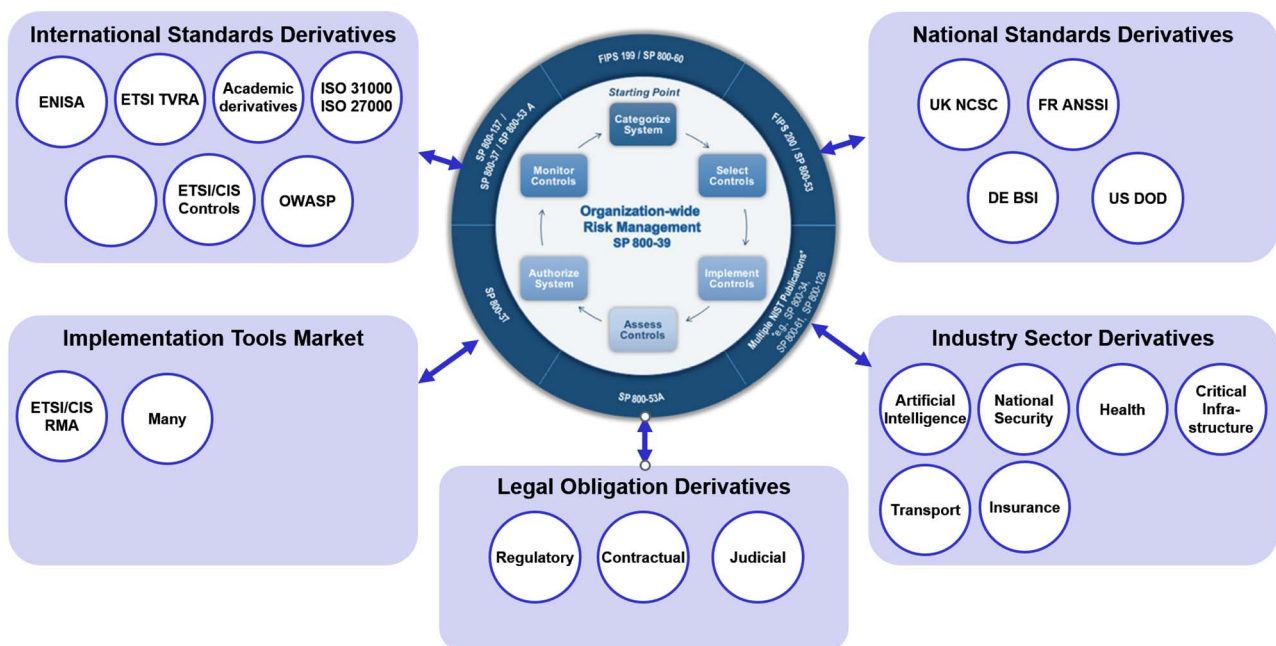 International Standards Derivatives
ENISA
ETSI TVRA
Academic
derivatives
ISO 31000
ISO 27000
ETSI/CIS
Controls
OWASP
FIPS 199 / SP 800-60
FIPS 200 / SP 800-53
Multiple NIST Publications*
*e.g., SP 800-34,
SP 800-61, SP 800-128
SP 800-53A
SP 800-37
SP 800-137 /
SP 800-37 / SP 800-53 A
Starting Point
Categorize
System
Select
Controls
Implement
Controls
Assess
Controls
Authorize
System
Monitor
Controls
Organization-wide
Risk Management
SP 800-39
National Standards Derivatives
UK NCSC
FR ANSSI
DE BSI
US DOD
Implementation Tools Market
ETSI/CIS
RMA
Many
Legal Obligation Derivatives
Regulatory
Contractual
Judicial
Industry Sector Derivatives
Artificial
Intelligence
National
Security
Health
Critical
Infra-
structure
Transport
Insurance